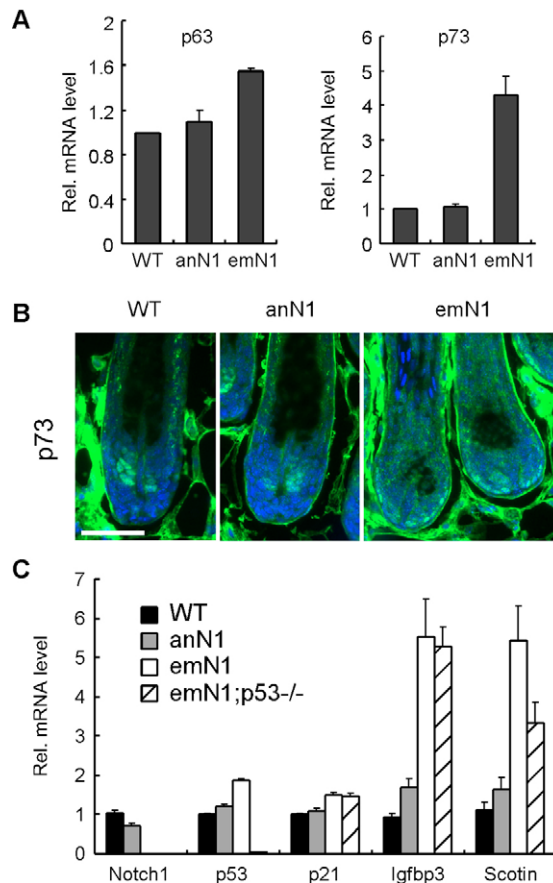 A
p63
Rel. mRNA level
2
1.6
1.2
0.8
0.4
0
WT anN1 emN1
p73
Rel. mRNA level
6
5
4
3
2
1
0
WT anN1 emN1
B
WT anN1 emN1
p73
C
Rel. mRNA level
7
6
5
4
3
2
1
0
WT
anN1
emN1
emN1;p53-/-
Notch1 p53 p21 Igfbp3 Scotin